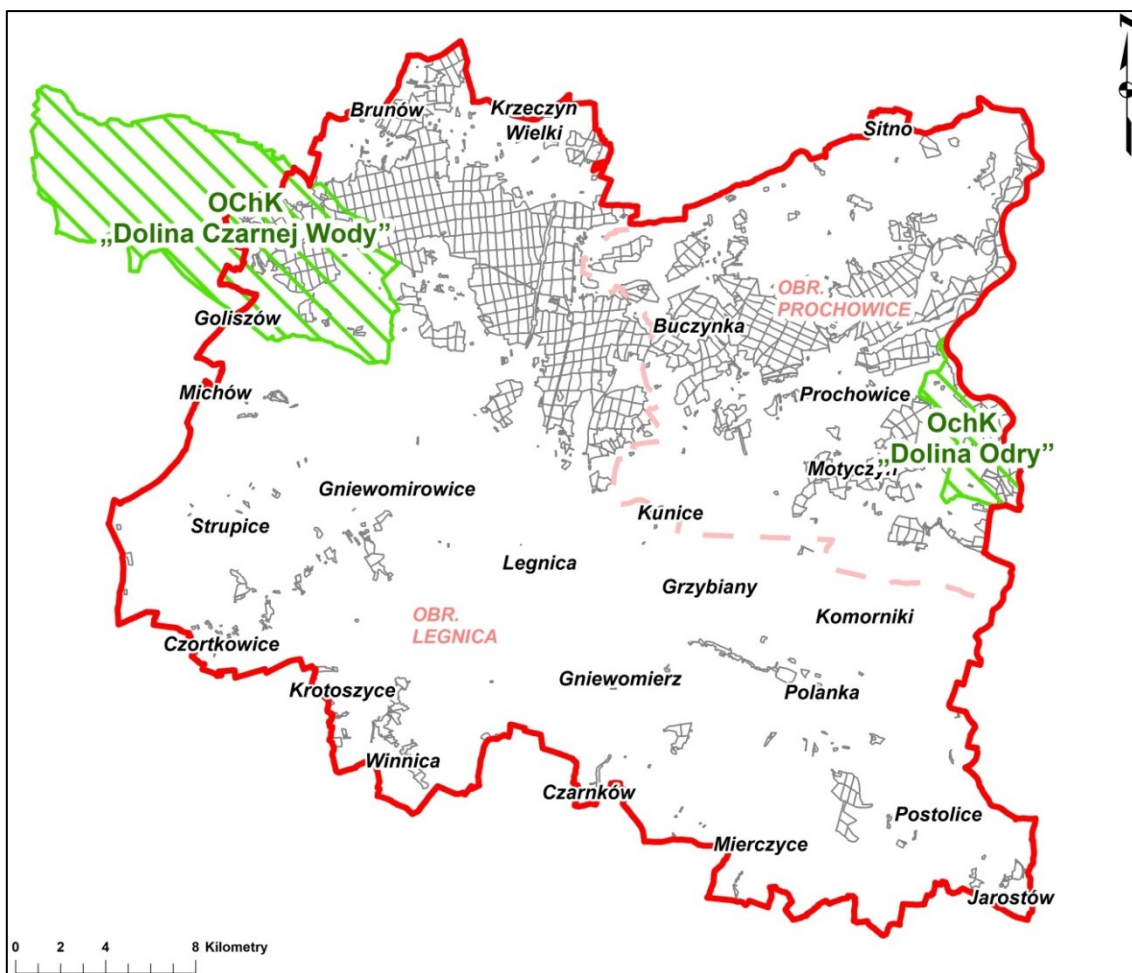 Brunów
Krzeczyn
Wielki
Sitno
OChK
„Dolina Czarnej Wody”
OBR.
PROCHOWICE
Goliszów
Buczynka
Michów
Prochowice
OchK
„Dolina Odry”
Motyczyn
Gniewomirowice
Strupice
Kunice
Legnica
Grzybiany
OBR.
LEGNICA
Komorniki
Czortkowice
Gniewomierz
Polanka
Krotoszyce
Winnica
Czarnków
Postolice
Mierczyce
Jarostów
0 2 4 8 Kilometry